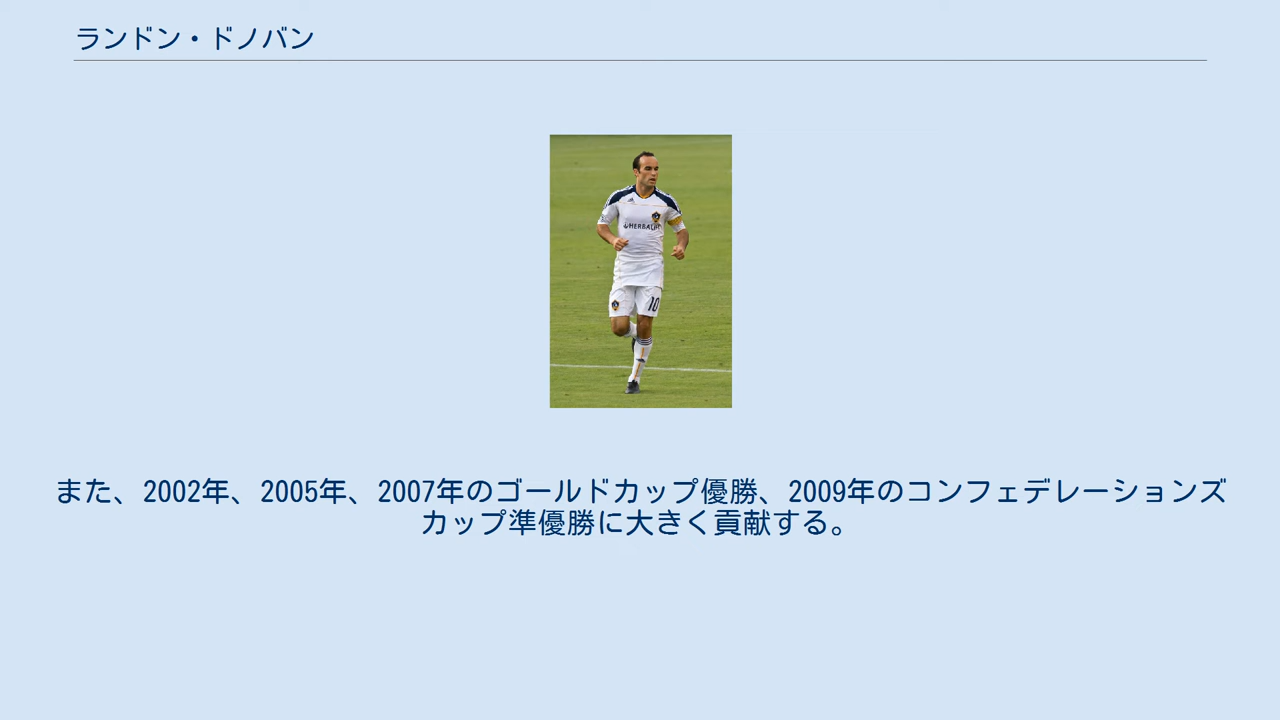 ランドン・ドノバン
HERBALIFE
10
また、2002年、2005年、2007年のゴールドカップ優勝、2009年のコンフェデレーションズ
カップ準優勝に大きく貢献する。